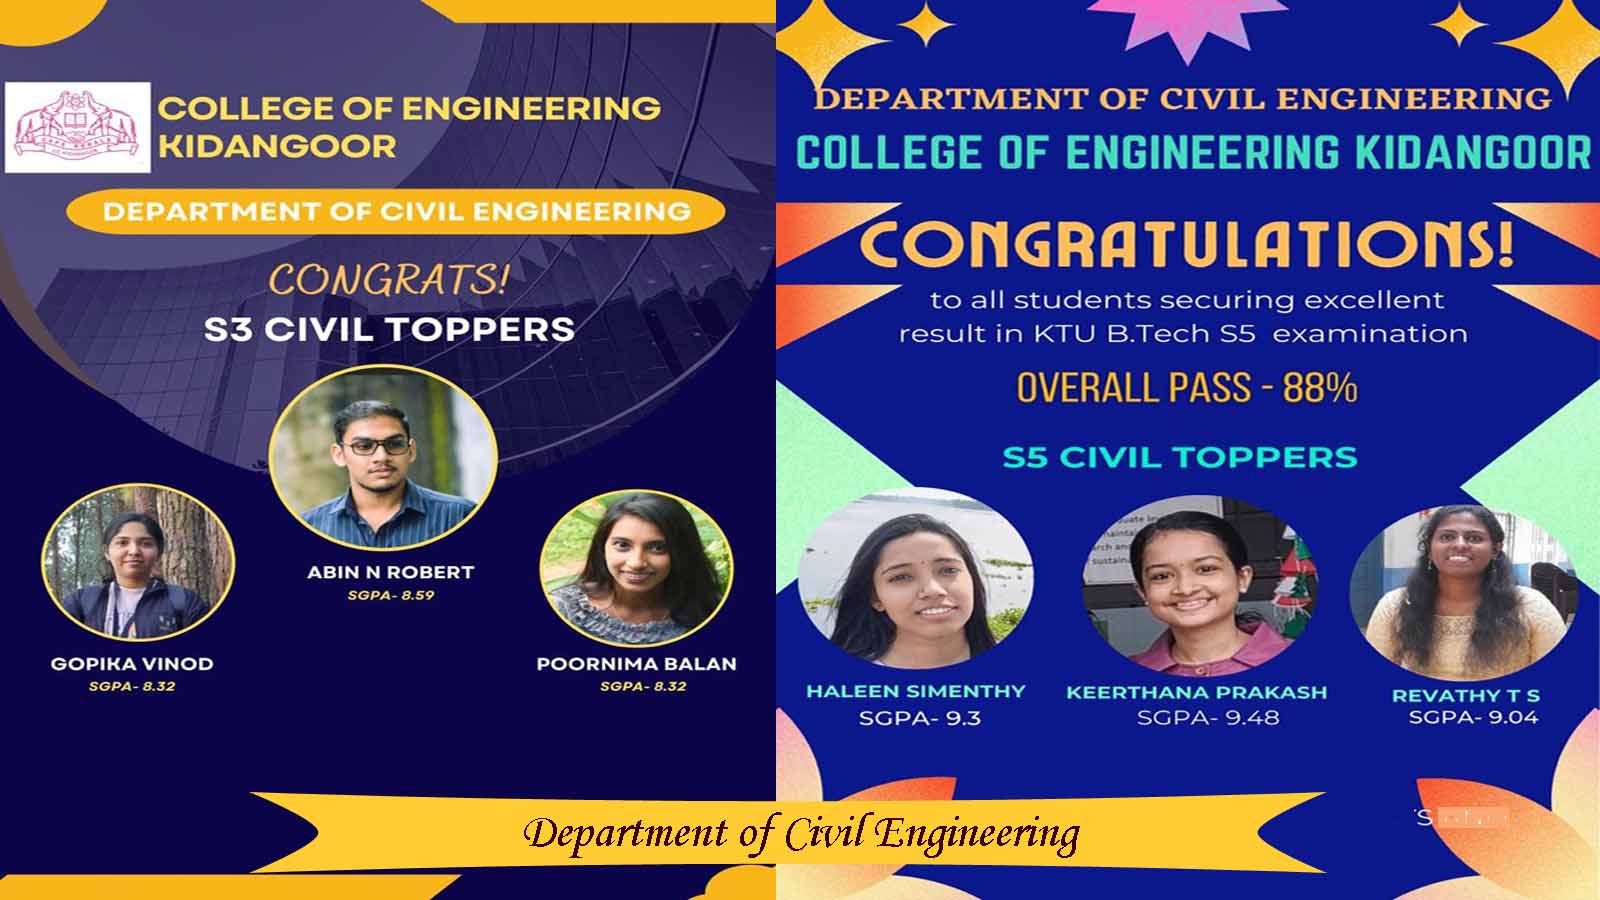 COLLEGE OF ENGINEERING
KIDANGOOR
DEPARTMENT OF CIVIL ENGINEERING
CONGRATS!
S3 CIVIL TOPPERS
ABIN N ROBERT
SGPA- 8.59
GOPIKA VINOD
SGPA- 8.32
POORNIMA BALAN
SGPA- 8.32
DEPARTMENT OF CIVIL ENGINEERING
COLLEGE OF ENGINEERING KIDANGOOR
CONGRATULATIONS!
to all students securing excellent
result in KTU B.Tech S5 examination
OVERALL PASS - 88%
S5 CIVIL TOPPERS
HALEEN SIMENTHY
SGPA- 9.3
KEERTHANA PRAKASH
SGPA- 9.48
REVATHY T S
SGPA- 9.04
Department of Civil Engineering